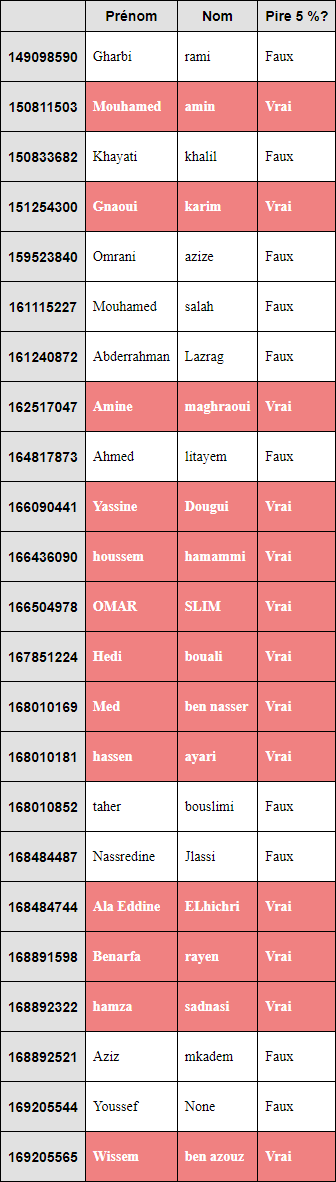 Prénom Nom Pire 5 %?
149098590 Gharbi rami Faux
150811503 Mouhamed amin Vrai
150833682 Khayati khalil Faux
151254300 Gnaoui karim Vrai
159523840 Omrani azize Faux
161115227 Mouhamed salah Faux
161240872 Abderrahman Lazrag Faux
162517047 Amine maghraoui Vrai
164817873 Ahmed litayem Faux
166090441 Yassine Dougui Vrai
166436090 houssem hamammi Vrai
166504978 OMAR SLIM Vrai
167851224 Hedi bouali Vrai
168010169 Med ben nasser Vrai
168010181 hassen ayari Vrai
168010852 taher bouslimi Faux
168484487 Nassredine Jlassi Faux
168484744 Ala Eddine ELhichri Vrai
168891598 Benarfa rayen Vrai
168892322 hamza sadnasi Vrai
168892521 Aziz mkadem Faux
169205544 Youssef None Faux
169205565 Wissem ben azouz Vrai